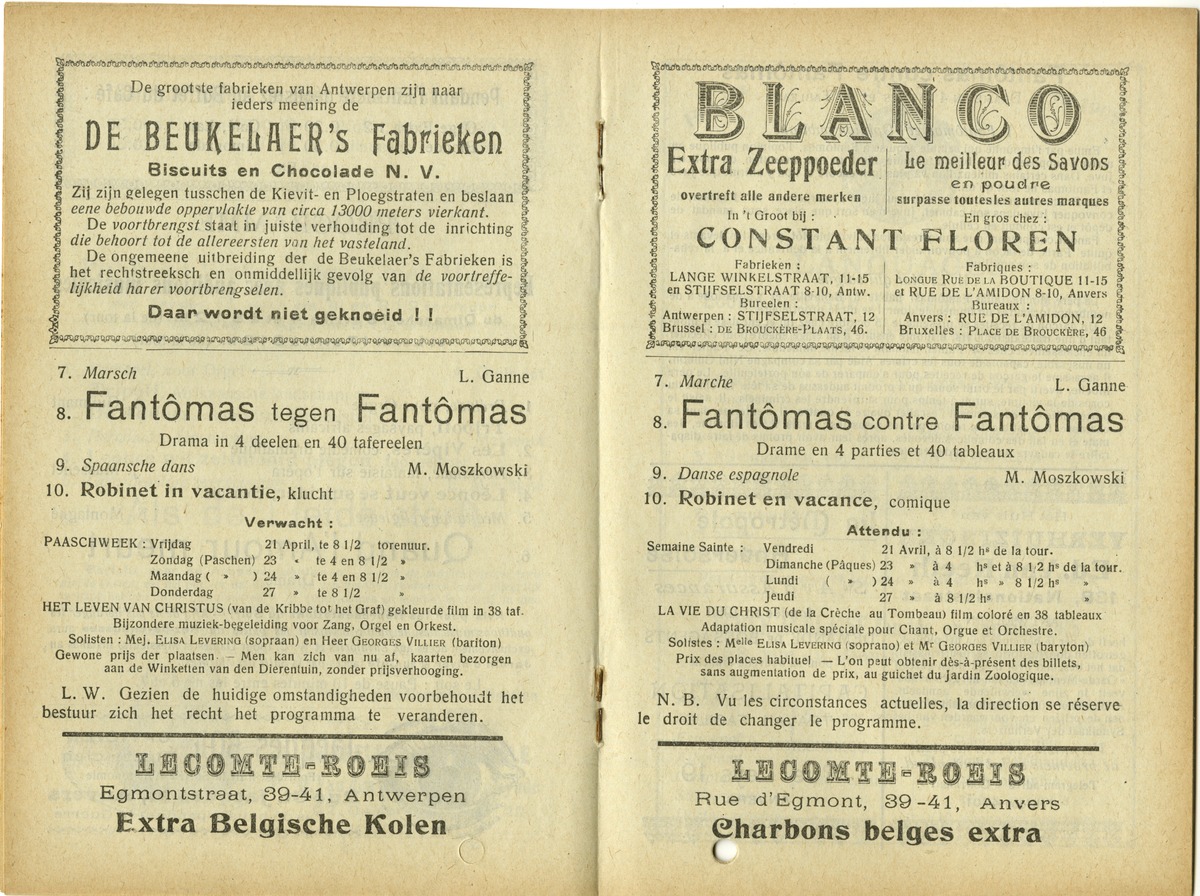 De grootste fabrieken van Antwerpen zijn naar
ieders meening de
DE BEUKELAER's Fabrieken
Biscuits en Chocolade N. V.
Zij zijn gelegen tusschen de Kievit- en Ploegstraten en beslaan
eene bebouwde oppervlakte van circa 13000 meters vierkant.
De voortbrengst staat in juiste verhouding tot de inrichting
die behoort tot de allereersten van het vasteland.
De ongemeene uitbreiding der de Beukelaer's Fabrieken is
het rechtstreeksch en onmiddellijk gevolg van de voortreffe-
lijkheid harer voortbrengselen.
Daar wordt niet geknoeid ! !
7. Marsch L. Ganne
8. Fantômas tegen Fantômas
Drama in 4 deelen en 40 tafereelen
9. Spaansche dans M. Moszkowski
10. Robinet in vacantie, klucht
Verwacht :
PAASCHWEEK : Vrijdag 21 April, te 8 1/2 torenuur.
Zondag (Paschen) 23 « te 4 en 8 1/2 »
Maandag ( » ) 24 » te 4 en 8 1/2 »
Donderdag 27 » te 8 1/2 »
HET LEVEN VAN CHRISTUS (van de Kribbe tot het Graf) gekleurde film in 38 taf.
Bijzondere muziek-begeleiding voor Zang, Orgel en Orkest.
Solisten : Mej. ELISA LEVERING (sopraan) en Heer GEORGES VILLIER (bariton)
Gewone prijs der plaatsen. — Men kan zich van nu af, kaarten bezorgen
aan de Winketten van den Dierentuin, zonder prijsverhooging.
L. W. Gezien de huidige omstandigheden voorbehoudt het
bestuur zich het recht het programma te veranderen.
LECOMTE-ROEIS
Egmontstraat, 39-41, Antwerpen
Extra Belgische Kolen
BLANCO
Extra Zeeppoeder
overtreft alle andere merken
In 't Groot bij :
Le meilleur des Savons
en poudre
surpasse toutes les autres marques
En gros chez :
CONSTANT FLOREN
Fabrieken :
LANGE WINKELSTRAAT, 11-15
en STIJFSELSTRAAT 8-10, Antw.
Bureelen :
Antwerpen : STIJFSELSTRAAT, 12
Brussel : DE BROUCKÈRE-PLAATS, 46.
Fabriques :
LONGUE RUE DE LA BOUTIQUE 11-15
et RUE DE L'AMIDON 8-10, Anvers
Bureaux :
Anvers : RUE DE L'AMIDON, 12
Bruxelles : PLACE DE BROUCKÈRE, 46
7. Marche L. Ganne
8. Fantômas contre Fantômas
Drame en 4 parties et 40 tableaux
9. Danse espagnole M. Moszkowski
10. Robinet en vacance, comique
Attendu :
Semaine Sainte : Vendredi 21 Avril, à 8 1/2 hs de la tour.
Dimanche (Pâques) 23 » à 4 hs et à 8 1/2 hs de la tour.
Lundi ( » ) 24 » à 4 hs » 8 1/2 hs »
Jeudi 27 » à 8 1/2 hs »
LA VIE DU CHRIST (de la Crèche au Tombeau) film coloré en 38 tableaux
Adaptation musicale spéciale pour Chant, Orgue et Orchestre.
Solistes : Melle ELISA LEVERING (soprano) et Mr GEORGES VILLIER (baryton)
Prix des places habituel — L'on peut obtenir dès-à-présent des billets,
sans augmentation de prix, au guichet du Jardin Zoologique.
N. B. Vu les circonstances actuelles, la direction se réserve
le droit de changer le programme.
LECOMTE-ROEIS
Rue d'Egmont, 39-41, Anvers
Charbons belges extra